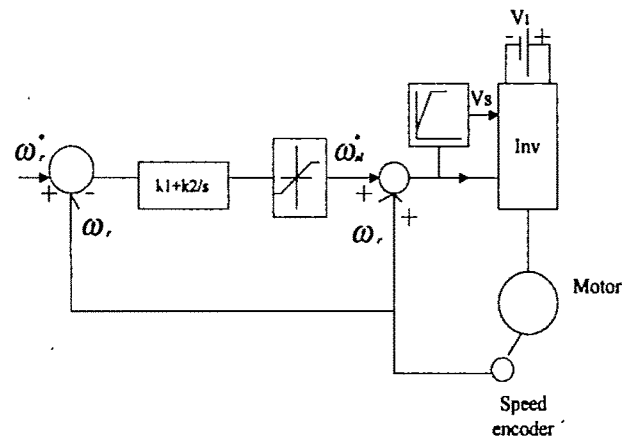 V1
- +
Vs
Inv
ω*r
+ -
k1+k2/s
ω*sl
+
ωr
ωr
+
Motor
Speed
encoder